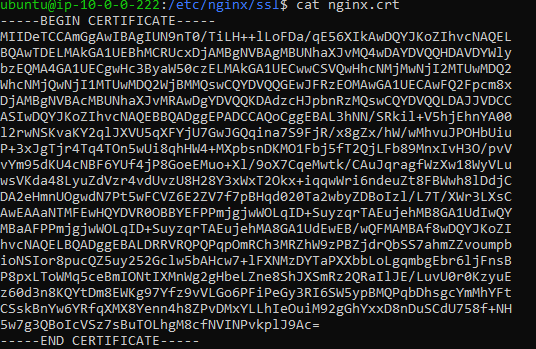 ubuntu@ip-10-0-0-222:/etc/nginx/ssl$ cat nginx.crt
-----BEGIN CERTIFICATE-----
MIIDeTCCAmGgAwIBAgIUN9nT0/TiLH++lLoFDa/qE56XIkAwDQYJKoZIhvcNAQEL
BQAwTDELMAkGA1UEBhMCRUcxDjAMBgNVBAgMBUNhaXJvMQ4wDAYDVQQHDAVDYWly
bzEQMA4GA1UECgwHc3ByaW50czELMAkGA1UECwwCSVQwHhcNMjMwNjI2MTUwMDQ2
WhcNMjQwNjI1MTUwMDQ2WjBMMQswCQYDVQQGEwJFRzEOMAwGA1UECAwFQ2Fpcm8x
DjAMBgNVBAcMBUNhaXJvMRAwDgYDVQQKDAdzcHJpbnRzMQswCQYDVQQLDAJJVDCC
ASIwDQYJKoZIhvcNAQEBBQADggEPADCCAQoCggEBAL3hNN/SRkil+V5hjEhnYA00
l2rwNSKvaKY2qlJXVU5qXFYjU7GwJGQqina7S9FjR/x8gZx/hW/wMhvuJPOHbUiu
P+3xJgTjr4Tq4TOn5wUi8qhHW4+MXpbsnDKMO1Fbj5fT2QjLFb89MnxIvH3O/pvV
vYm95dKU4cNBF6YUf4jP8GoeEMuo+Xl/9oX7CqeMwtk/CAuJqragfWzXw18WyVLu
wsVKda48LyuZdVzr4vdUvzU8H28Y3xWxT2Okx+iqqwWri6ndeuZt8FBWwh8lDdjC
DA2eHmnUOgwdN7Pt5wFCVZ6E2ZV7f7pBHqd020Ta2wbyZDBoIzl/L7T/XWr3LXsC
AwEAAaNTMFEwHQYDVR0OBBYEFPPmjgjwWOLqID+SuyzqrTAEujehMB8GA1UdIwQY
MBaAFPPmjgjwWOLqID+SuyzqrTAEujehMA8GA1UdEwEB/wQFMAMBAf8wDQYJKoZI
hvcNAQELBQADggEBALDRRVRQPQPqpOmRCh3MRZhW9zPBZjdrQbSS7ahmZZvoumpb
ioNSIor8pucQZ5uy252Gclw5bAHcw7+lFXNMzDYTaPXXbbLoLgqmbgEbr6ljFnsB
P8pxLToWMq5ceBmIONtIXMnWg2gHbeLZne8ShJXSmRz2QRaIlJE/LuvU0r0KzyuE
z60d3n8KQYtDm8EWKg97Yfz9vVLGo6PFiPeGy3RI6SW5ypBMQPqbDhsgcYmMhYFt
CSskBnYw6YRfqXMX8Yenn4h8ZPvDMxYLLhIeOuiM92gGhYxxD8nDuSCdU758f+NH
5w7g3QBoIcVSz7sBuTOLhgM8cfNVINPvkplJ9Ac=
-----END CERTIFICATE-----